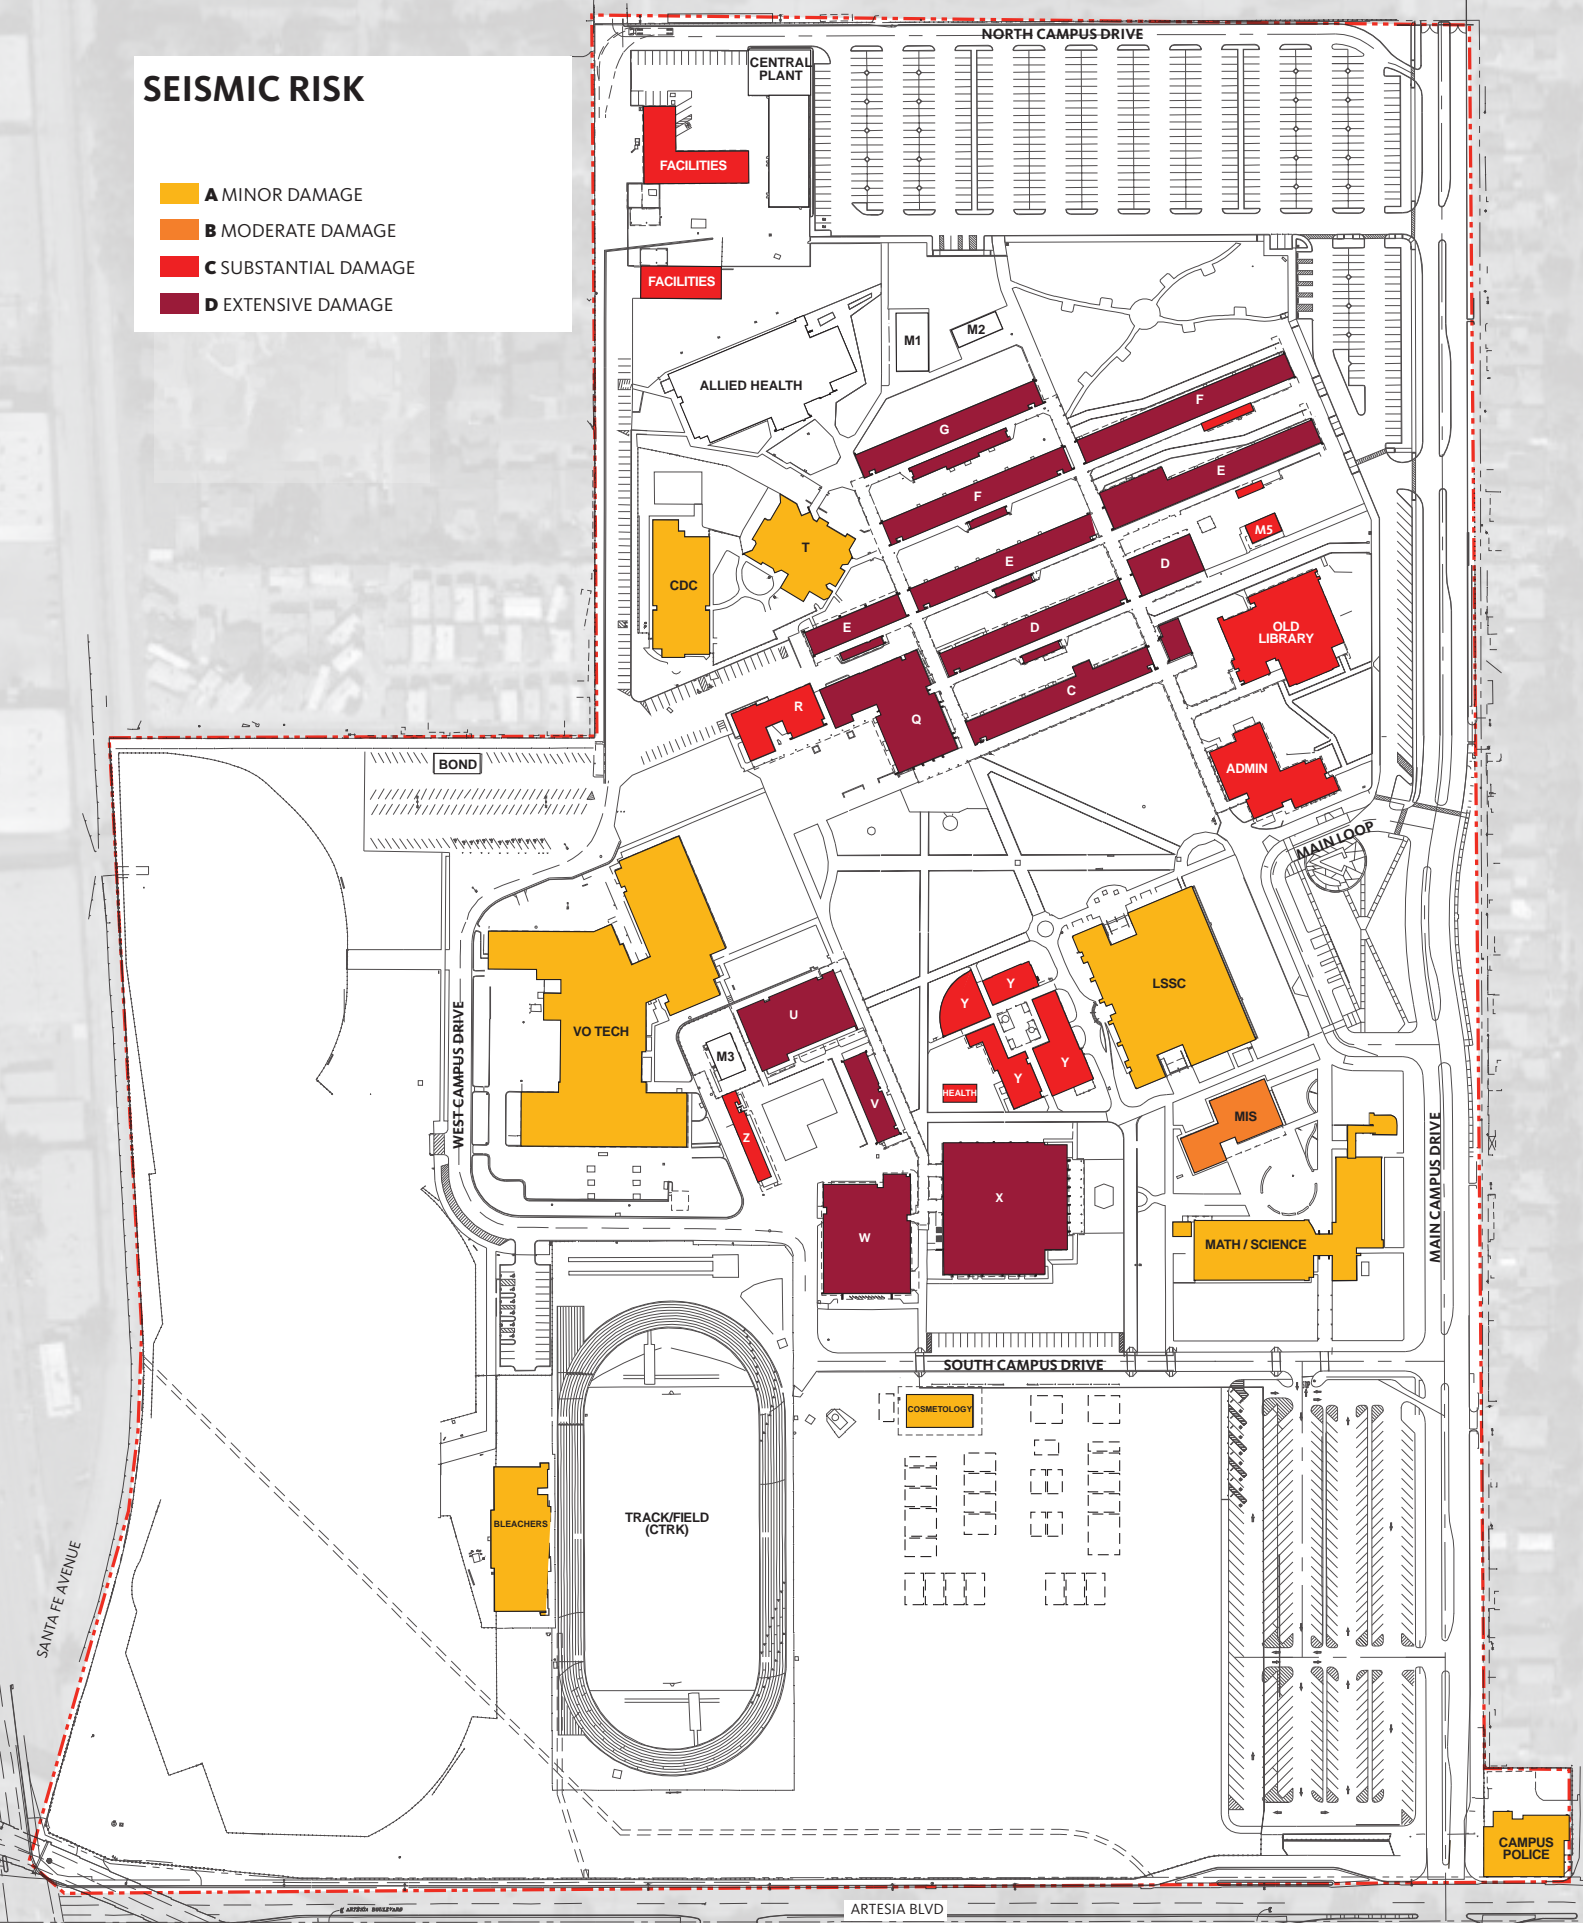 NORTH CAMPUS DRIVE
SEISMIC RISK
A MINOR DAMAGE
B MODERATE DAMAGE
C SUBSTANTIAL DAMAGE
D EXTENSIVE DAMAGE
CENTRAL
PLANT
FACILITIES
FACILITIES
M1
M2
ALLIED HEALTH
F
G
E
F
M5
T
E
D
CDC
E
D
OLD
LIBRARY
C
R
Q
BOND
ADMIN
MAIN LOOP
LSSC
Y
Y
U
VO TECH
M3
Y
Y
HEALTH
WEST CAMPUS DRIVE
V
Z
MIS
MAIN CAMPUS DRIVE
X
W
MATH / SCIENCE
SOUTH CAMPUS DRIVE
COSMETOLOGY
TRACK/FIELD
(CTRK)
BLEACHERS
SANTA FE AVENUE
CAMPUS
POLICE
ARTESIA BLVD
ARTESIA BOULEVARD